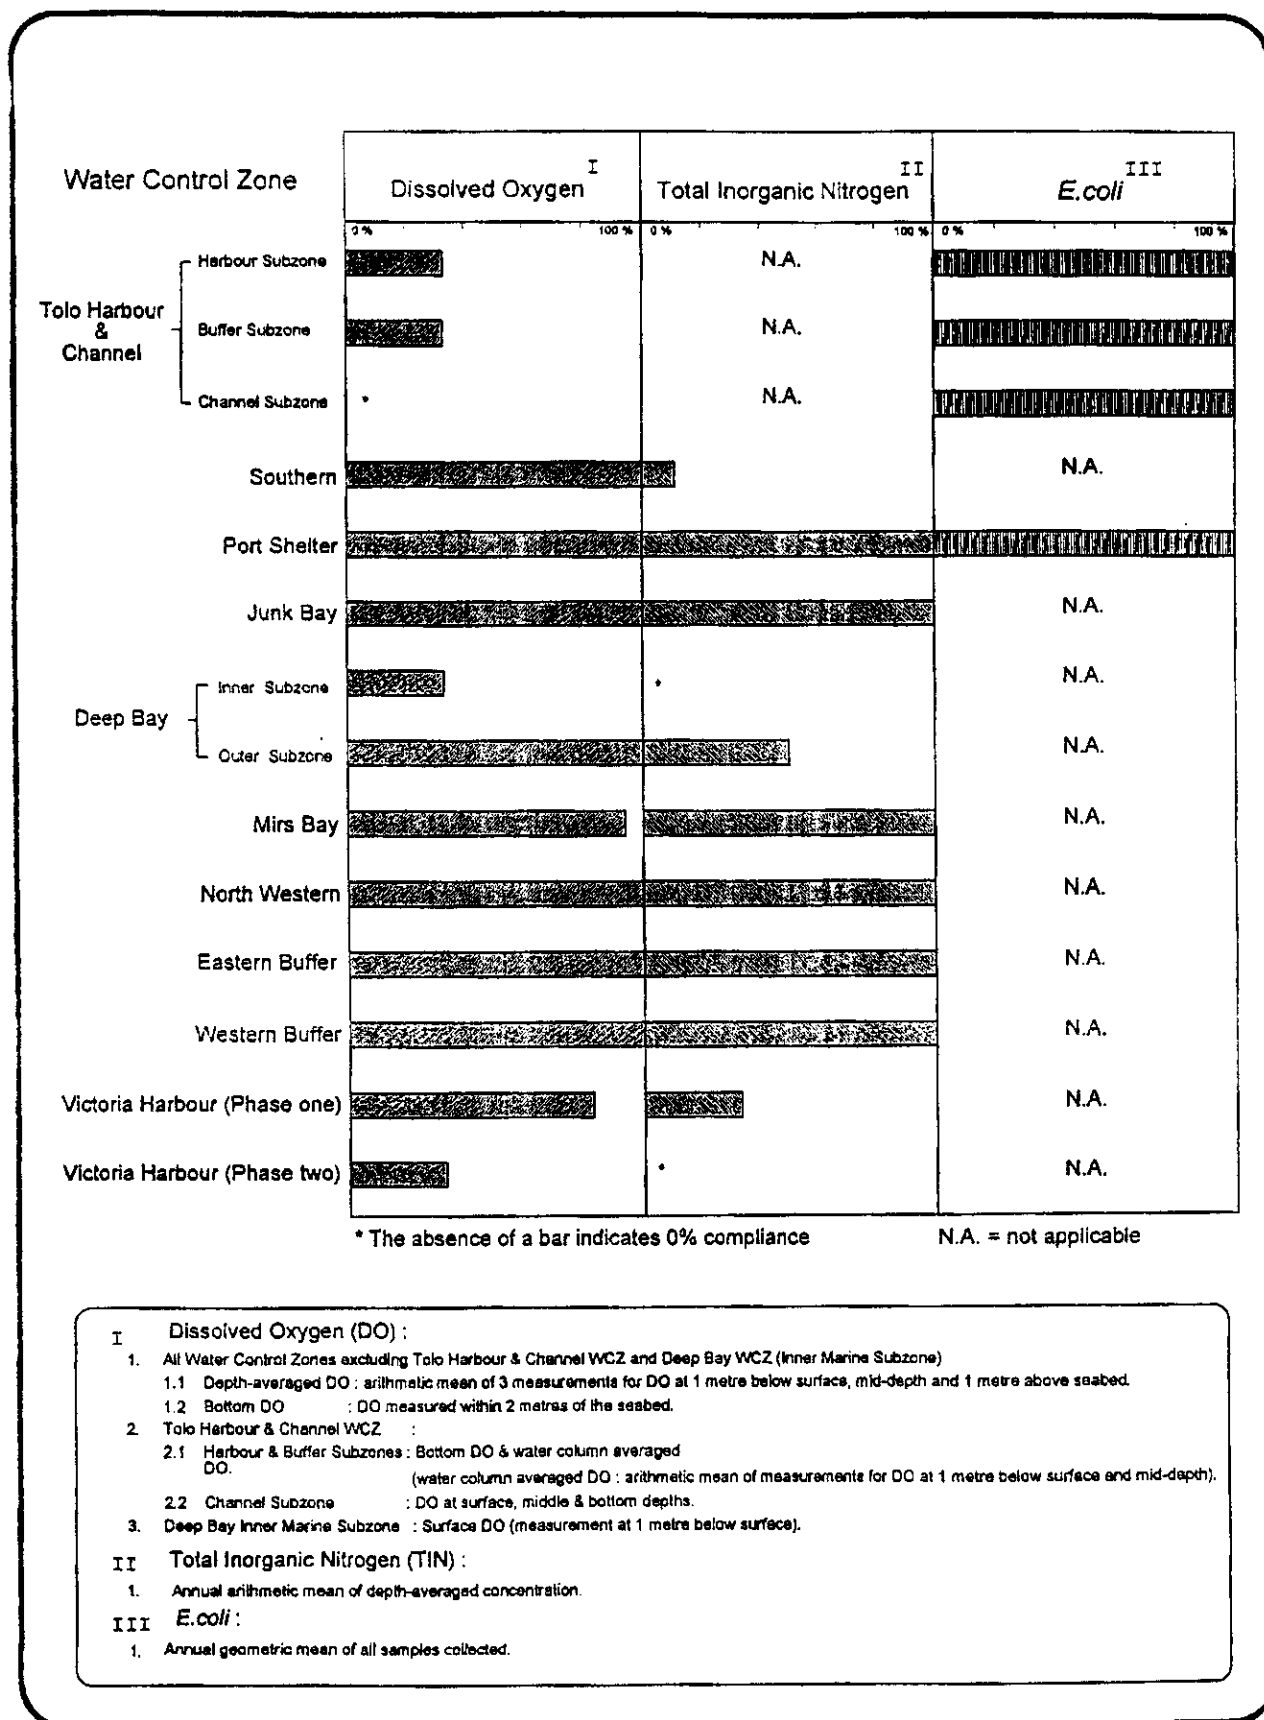 Water Control Zone
Dissolved Oxygen I
Total Inorganic Nitrogen II
E.coli III
0 % 100 % 0 % 100 % 0 % 100 %
Tolo Harbour
&
Channel
Harbour Subzone N.A.
Buffer Subzone N.A.
Channel Subzone * N.A.
Southern N.A.
Port Shelter
Junk Bay N.A.
Deep Bay
Inner Subzone * N.A.
Outer Subzone N.A.
Mirs Bay N.A.
North Western N.A.
Eastern Buffer N.A.
Western Buffer N.A.
Victoria Harbour (Phase one) N.A.
Victoria Harbour (Phase two) * N.A.
* The absence of a bar indicates 0% compliance N.A. = not applicable
I Dissolved Oxygen (DO) :
1. All Water Control Zones excluding Tolo Harbour & Channel WCZ and Deep Bay WCZ (Inner Marine Subzone)
1.1 Depth-averaged DO : arithmetic mean of 3 measurements for DO at 1 metre below surface, mid-depth and 1 metre above seabed.
1.2 Bottom DO : DO measured within 2 metres of the seabed.
2. Tolo Harbour & Channel WCZ :
2.1 Harbour & Buffer Subzones : Bottom DO & water column averaged
DO.
(water column averaged DO : arithmetic mean of measurements for DO at 1 metre below surface and mid-depth).
2.2 Channel Subzone : DO at surface, middle & bottom depths.
3. Deep Bay Inner Marine Subzone : Surface DO (measurement at 1 metre below surface).
II Total Inorganic Nitrogen (TIN) :
1. Annual arithmetic mean of depth-averaged concentration.
III E.coli :
1. Annual geometric mean of all samples collected.